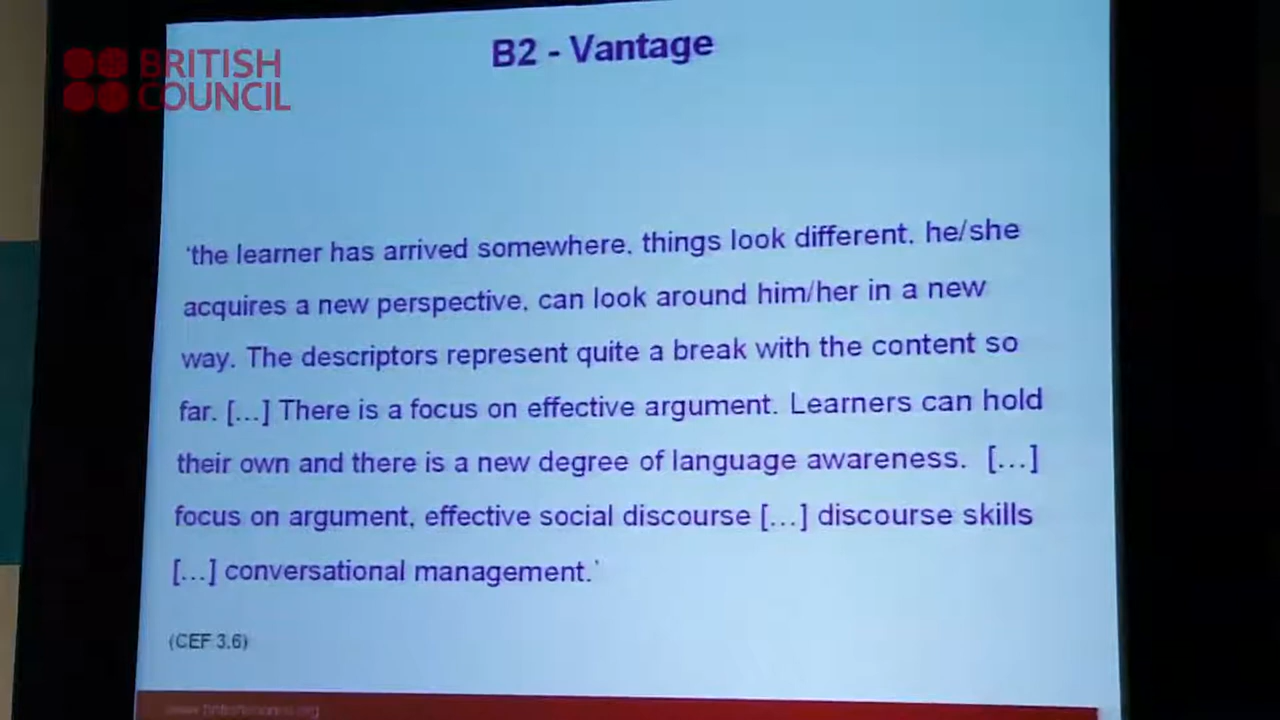 B2 - Vantage
BRITISH
COUNCIL
‘the learner has arrived somewhere, things look different, he/she
acquires a new perspective, can look around him/her in a new
way. The descriptors represent quite a break with the content so
far. […] There is a focus on effective argument. Learners can hold
their own and there is a new degree of language awareness. […]
focus on argument, effective social discourse […] discourse skills
[…] conversational management.’
(CEF 3.6)